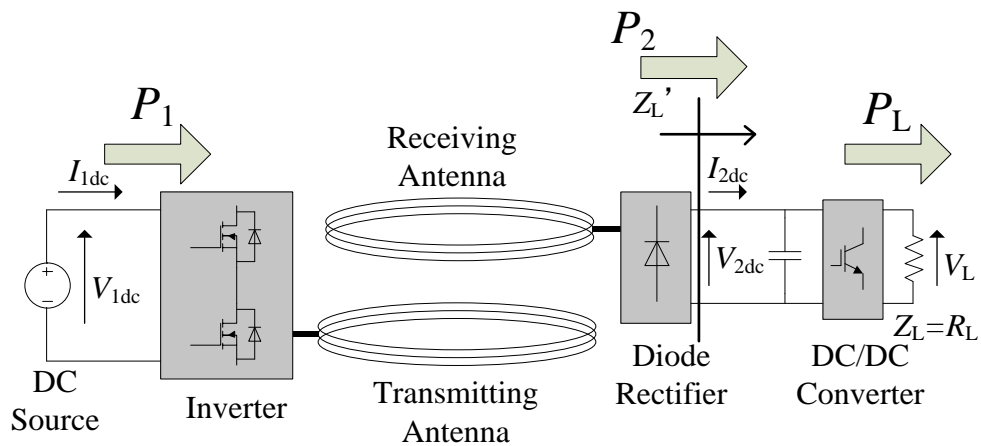 P2
ZL'
P1
PL
Receiving
Antenna
I1dc
I2dc
+
−
V1dc
V2dc
VL
ZL=RL
DC
Source
Inverter
Transmitting
Antenna
Diode
Rectifier
DC/DC
Converter